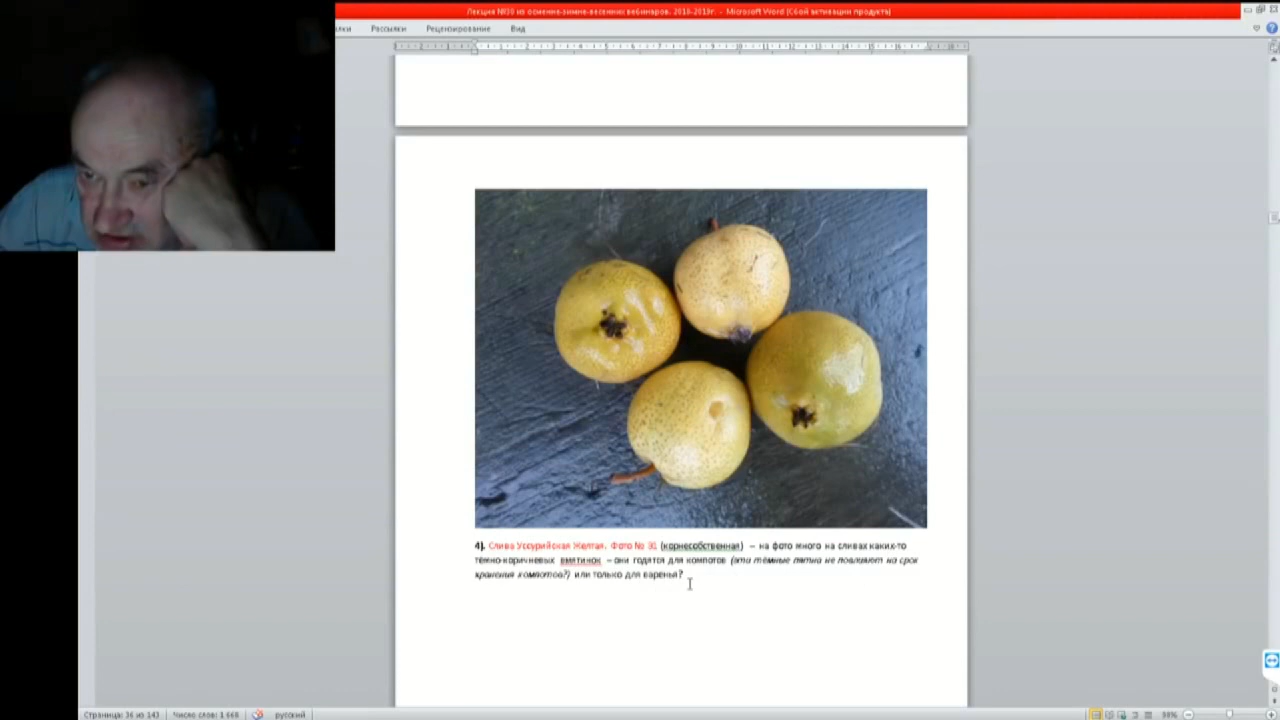 Лекция №30 из осенне-зимне-весенних вебинаров. 2018-2019г. - Microsoft Word (Сбой активации продукта)
Рассылки Рецензирование Вид
4). Слива Уссурийская Желтая. Фото № 31 (корнесобственная) – на фото много на сливах каких-то
темно-коричневых вмятинок – они годятся для компотов (эти темные пятна не повлияют на срок
хранения компотов?) или только для варенья?
Страница: 36 из 143 Число слов: 1 668 русский 98%